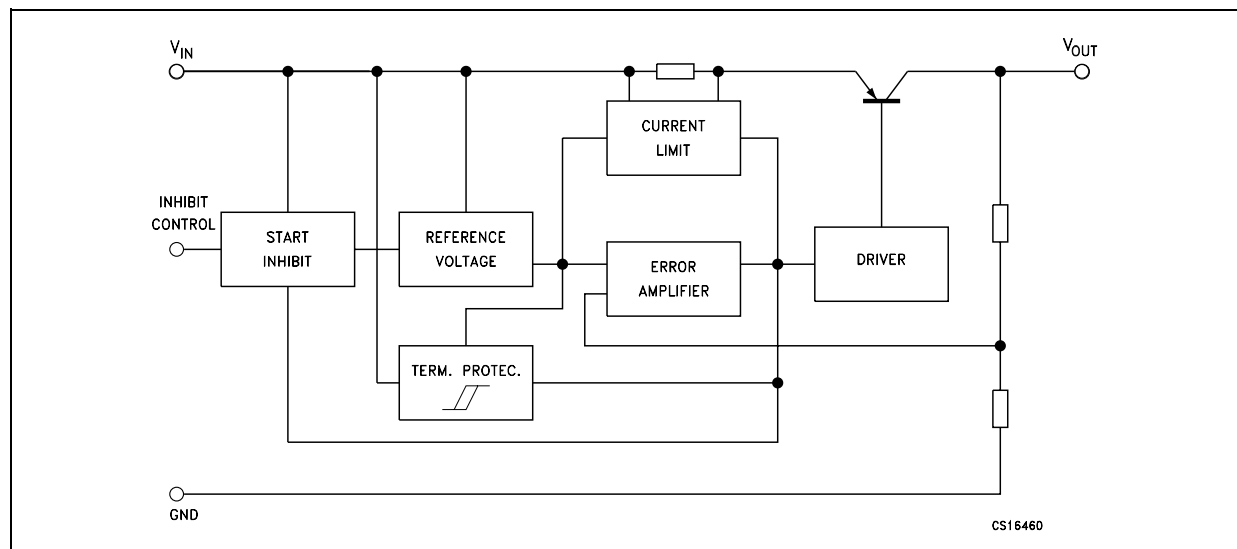 VIN
VOUT
CURRENT
LIMIT
INHIBIT
CONTROL
START
INHIBIT
REFERENCE
VOLTAGE
ERROR
AMPLIFIER
DRIVER
TERM. PROTEC.
GND
CS16460